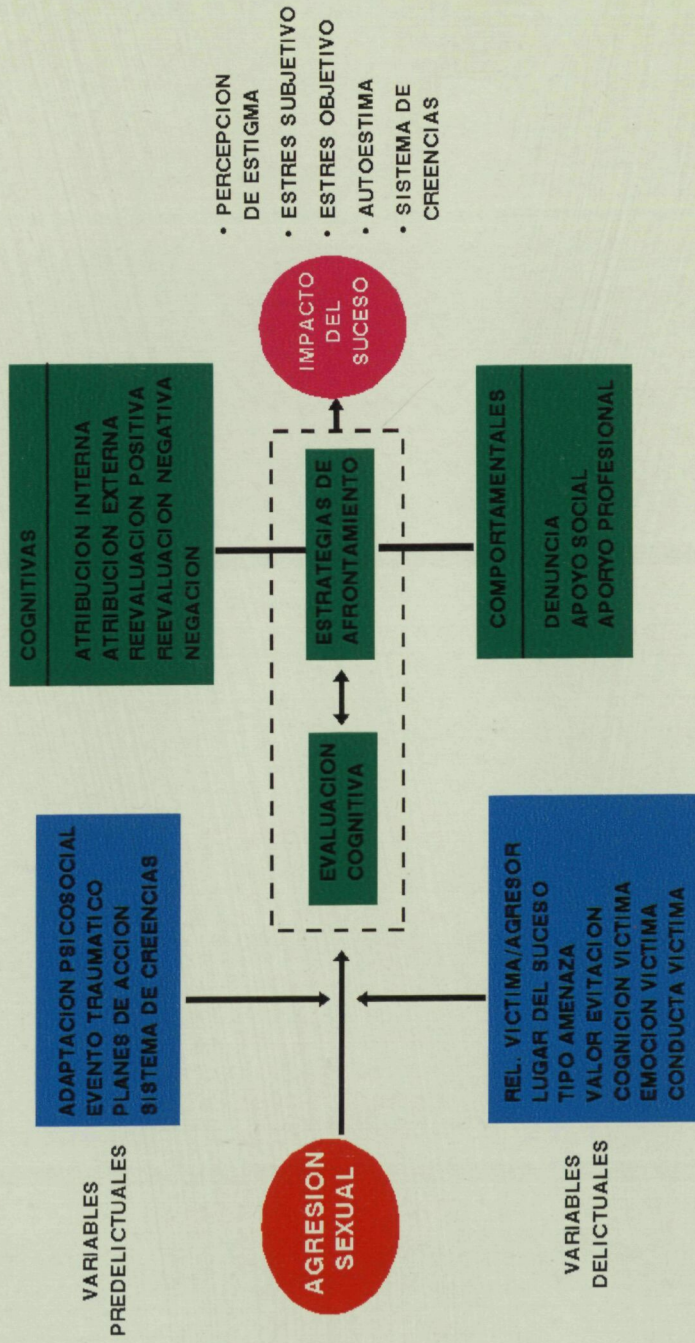 VARIABLES
PREDELICTUALES
ADAPTACION PSICOSOCIAL
EVENTO TRAUMATICO
PLANES DE ACCION
SISTEMA DE CREENCIAS
COGNITIVAS
ATRIBUCION INTERNA
ATRIBUCION EXTERNA
REEVALUACION POSITIVA
REEVALUACION NEGATIVA
NEGACION
AGRESION
SEXUAL
EVALUACION
COGNITIVA
ESTRATEGIAS DE
AFRONTAMIENTO
IMPACTO
DEL
SUCESO
• PERCEPCION
DE ESTIGMA
• ESTRES SUBJETIVO
• ESTRES OBJETIVO
• AUTOESTIMA
• SISTEMA DE
CREENCIAS
VARIABLES
DELICTUALES
REL. VICTIMA/AGRESOR
LUGAR DEL SUCESO
TIPO AMENAZA
VALOR EVITACION
COGNICION VICTIMA
EMOCION VICTIMA
CONDUCTA VICTIMA
COMPORTAMENTALES
DENUNCIA
APOYO SOCIAL
APORYO PROFESIONAL